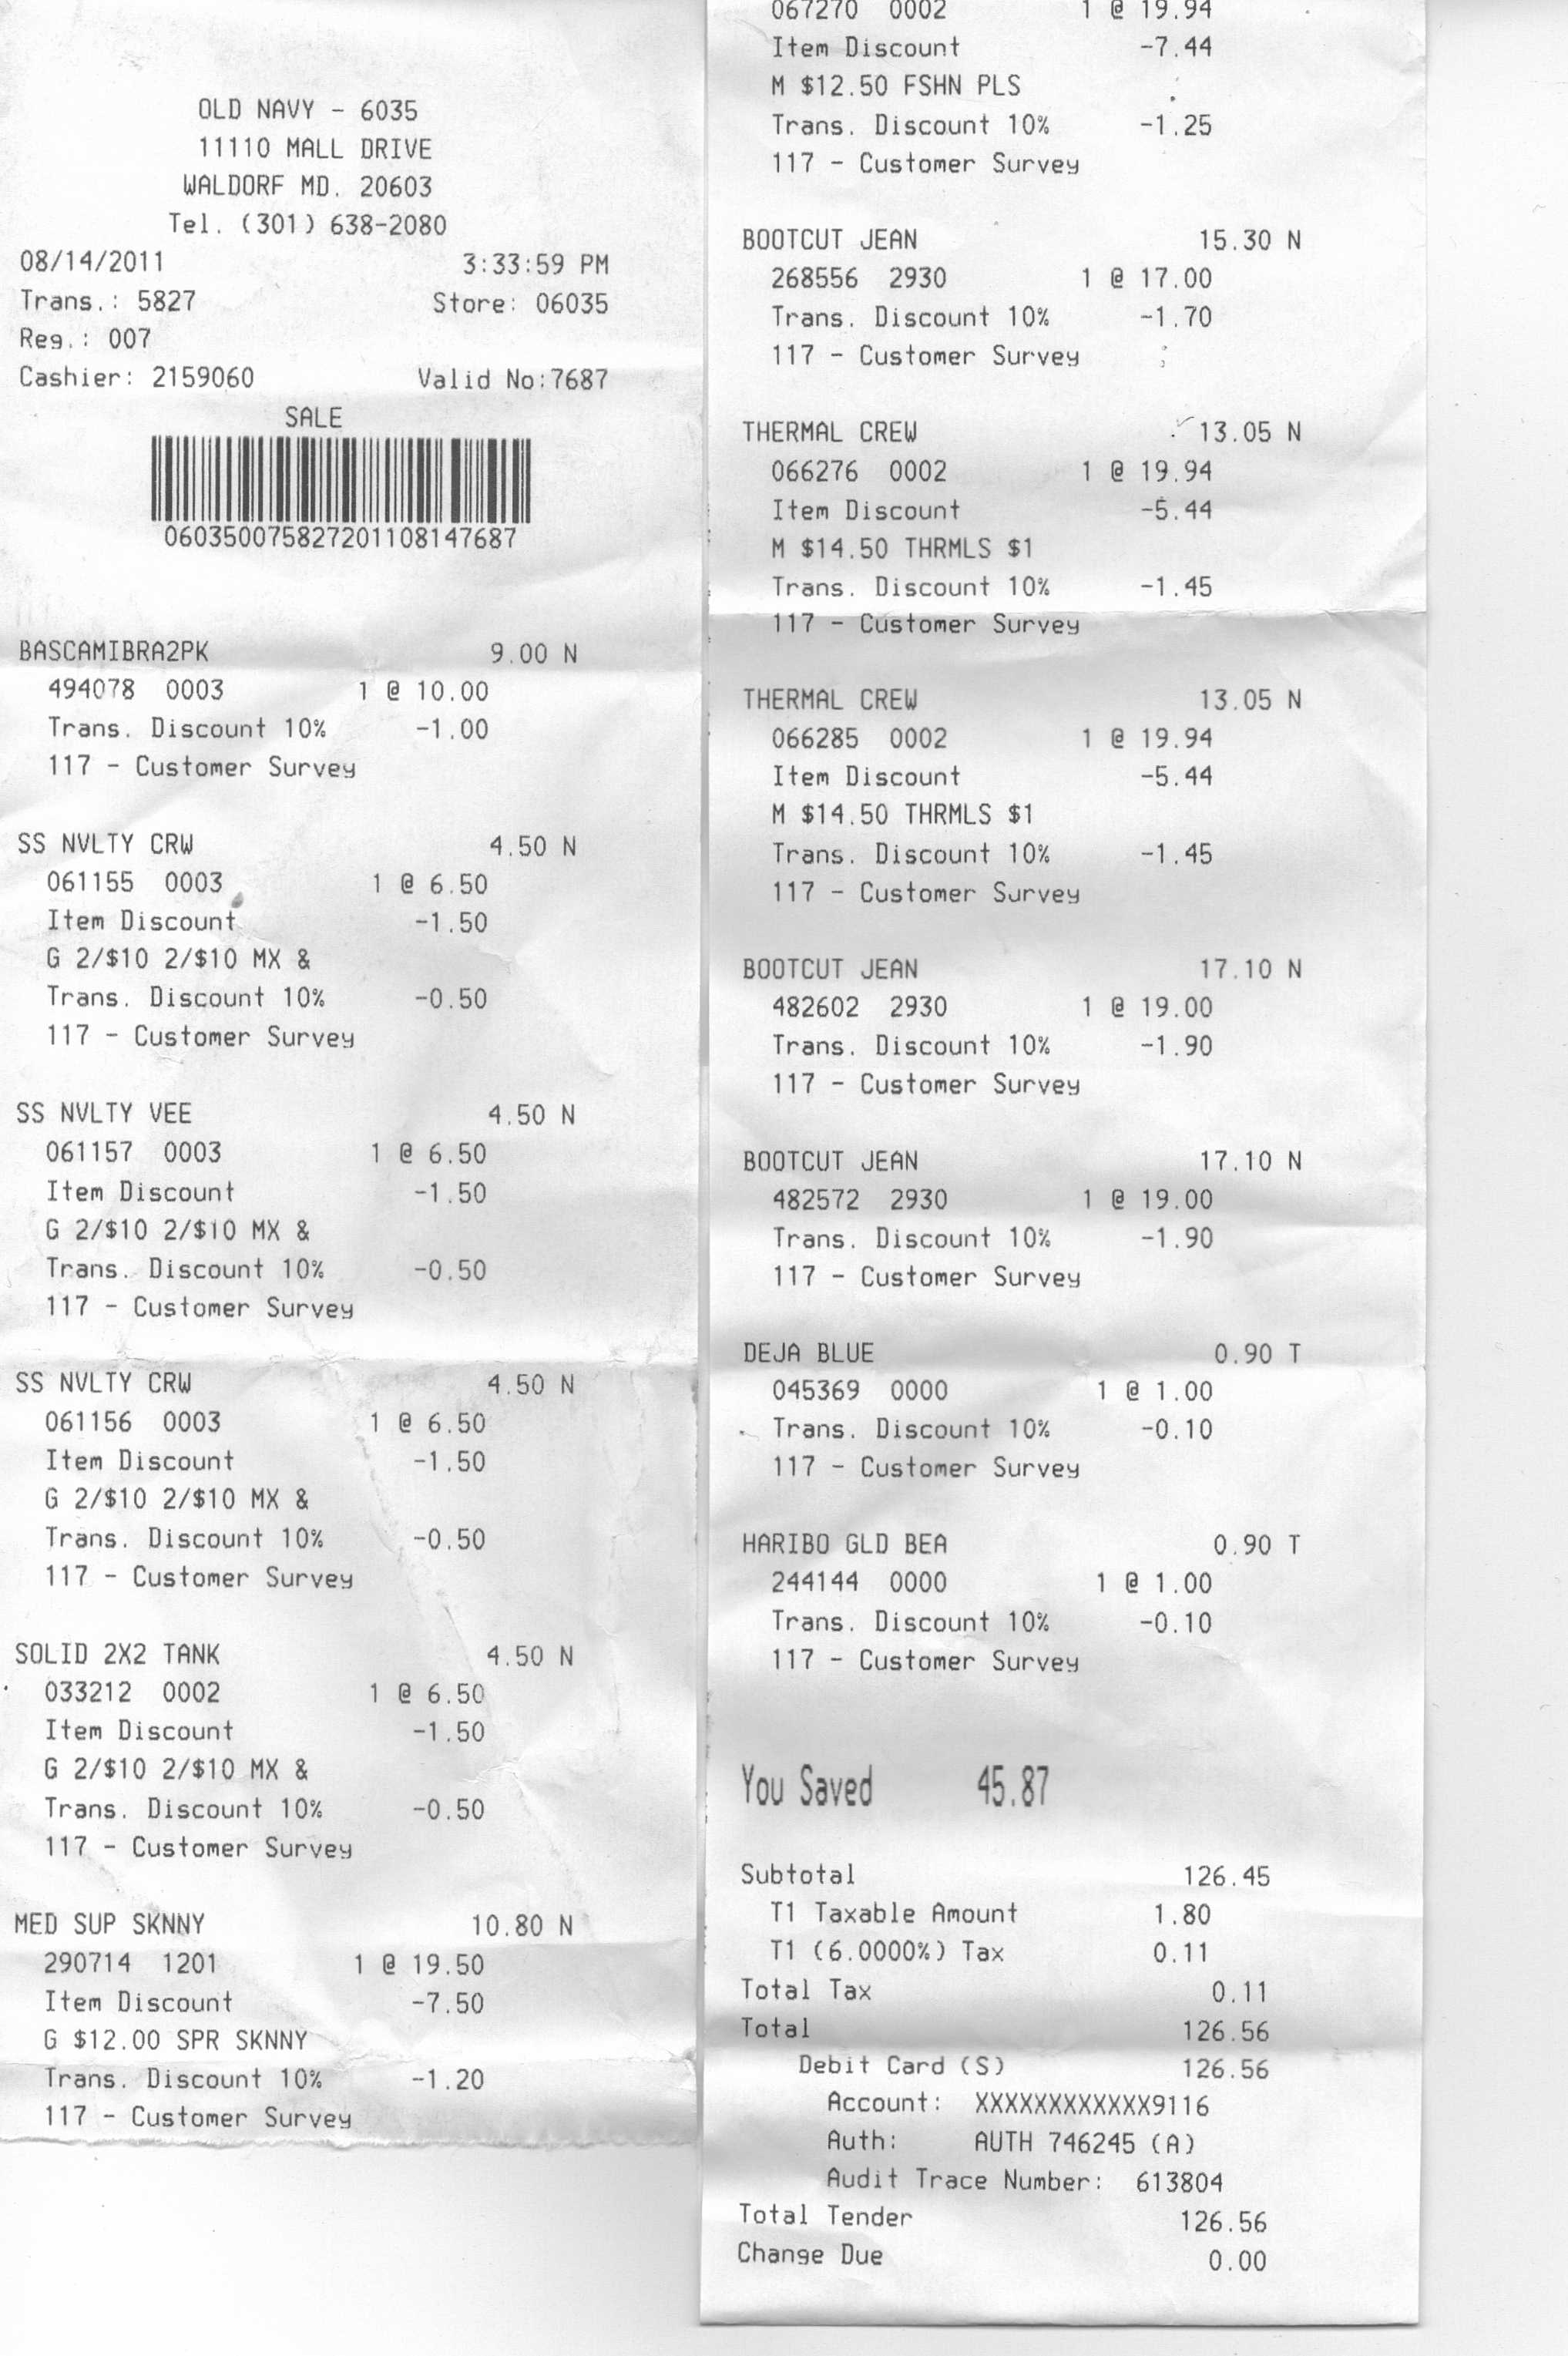 OLD NAVY - 6035
11110 MALL DRIVE
WALDORF MD. 20603
Tel. (301) 638-2080
08/14/2011 3:33:59 PM
Trans.: 5827 Store: 06035
Reg.: 007
Cashier: 2159060 Valid No:7687
SALE
0603500758272011081476​87
BASCAMIBRA2PK 9.00 N
494078 0003 1 @ 10.00
Trans. Discount 10% -1.00
117 - Customer Survey
SS NVLTY CRW 4.50 N
061155 0003 1 @ 6.50
Item Discount -1.50
G 2/$10 2/$10 MX &
Trans. Discount 10% -0.50
117 - Customer Survey
SS NVLTY VEE 4.50 N
061157 0003 1 @ 6.50
Item Discount -1.50
G 2/$10 2/$10 MX &
Trans. Discount 10% -0.50
117 - Customer Survey
SS NVLTY CRW 4.50 N
061156 0003 1 @ 6.50
Item Discount -1.50
G 2/$10 2/$10 MX &
Trans. Discount 10% -0.50
117 - Customer Survey
SOLID 2X2 TANK 4.50 N
033212 0002 1 @ 6.50
Item Discount -1.50
G 2/$10 2/$10 MX &
Trans. Discount 10% -0.50
117 - Customer Survey
MED SUP SKNNY 10.80 N
290714 1201 1 @ 19.50
Item Discount -7.50
G $12.00 SPR SKNNY
Trans. Discount 10% -1.20
117 - Customer Survey
067270 0002 1 @ 19.94
Item Discount -7.44
M $12.50 FSHN PLS
Trans. Discount 10% -1.25
117 - Customer Survey
BOOTCUT JEAN 15.30 N
268556 2930 1 @ 17.00
Trans. Discount 10% -1.70
117 - Customer Survey
THERMAL CREW 13.05 N
066276 0002 1 @ 19.94
Item Discount -5.44
M $14.50 THRMLS $1
Trans. Discount 10% -1.45
117 - Customer Survey
THERMAL CREW 13.05 N
066285 0002 1 @ 19.94
Item Discount -5.44
M $14.50 THRMLS $1
Trans. Discount 10% -1.45
117 - Customer Survey
BOOTCUT JEAN 17.10 N
482602 2930 1 @ 19.00
Trans. Discount 10% -1.90
117 - Customer Survey
BOOTCUT JEAN 17.10 N
482572 2930 1 @ 19.00
Trans. Discount 10% -1.90
117 - Customer Survey
DEJA BLUE 0.90 T
045369 0000 1 @ 1.00
Trans. Discount 10% -0.10
117 - Customer Survey
HARIBO GLD BEA 0.90 T
244144 0000 1 @ 1.00
Trans. Discount 10% -0.10
117 - Customer Survey
You Saved 45.87
Subtotal 126.45
T1 Taxable Amount 1.80
T1 (6.0000%) Tax 0.11
Total Tax 0.11
Total 126.56
Debit Card (S) 126.56
Account: XXXXXXXXXXXX9116
Auth: AUTH 746245 (A)
Audit Trace Number: 613804
Total Tender 126.56
Change Due 0.00